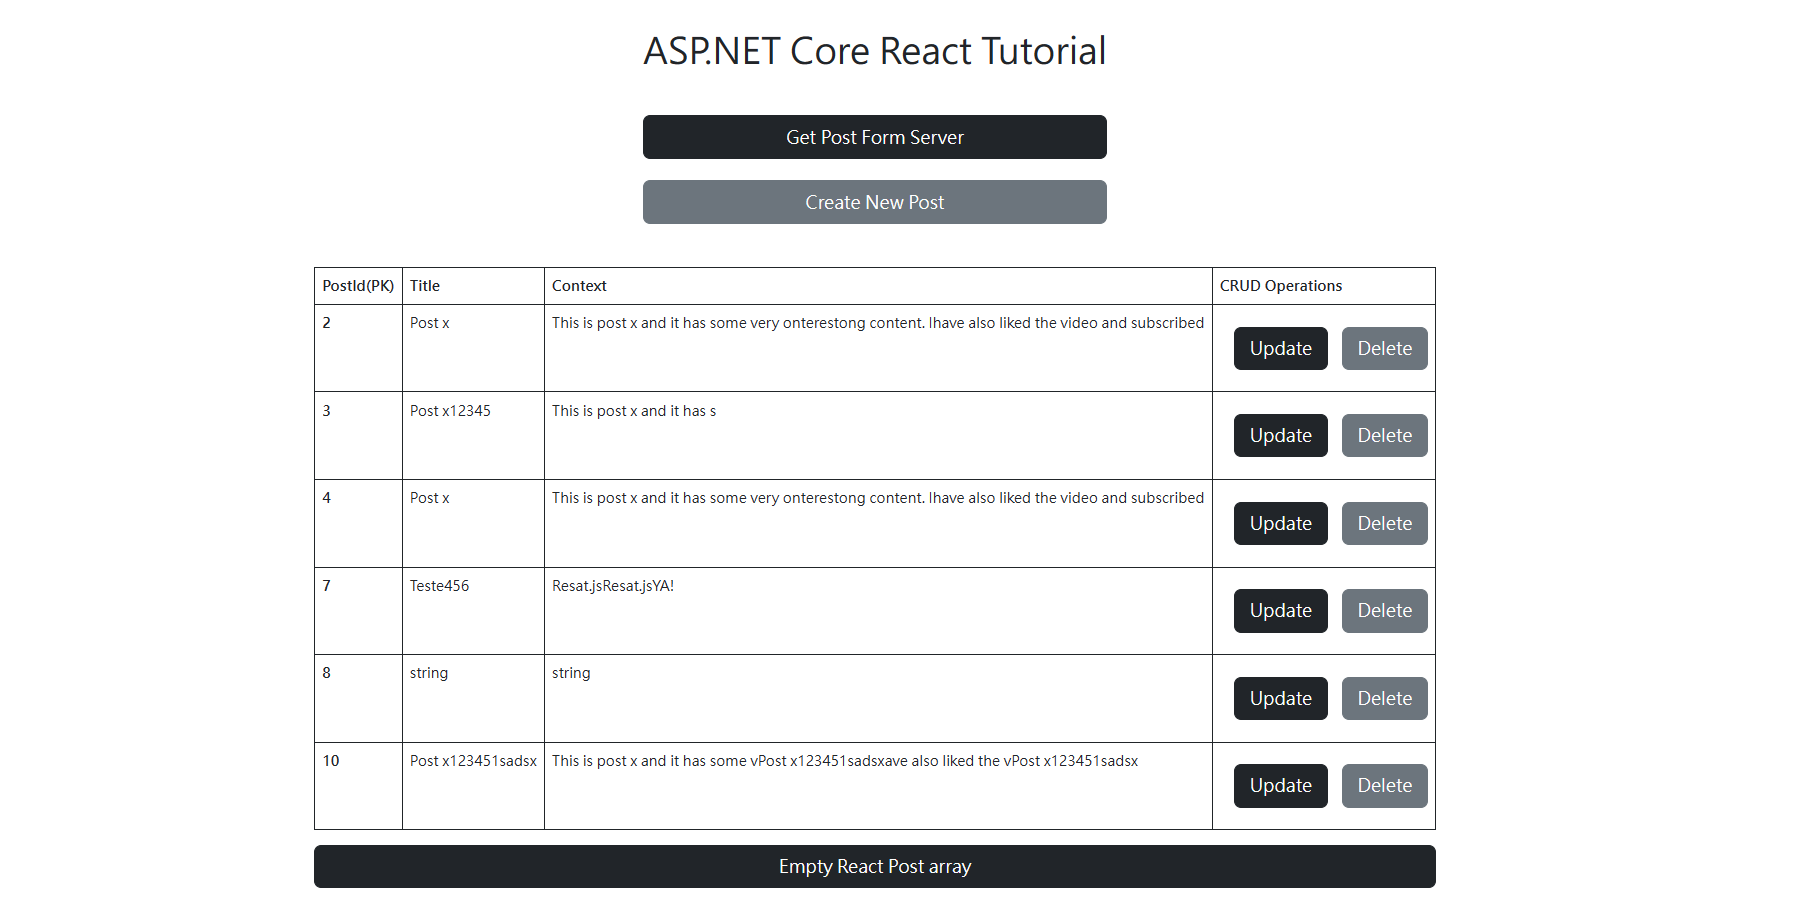 ASP.NET Core React Tutorial
Get Post Form Server
Create New Post
PostId(PK) Title Context CRUD Operations
2 Post x This is post x and it has some very onterestong content. Ihave also liked the video and subscribed Update Delete
3 Post x12345 This is post x and it has s Update Delete
4 Post x This is post x and it has some very onterestong content. Ihave also liked the video and subscribed Update Delete
7 Teste456 Resat.jsResat.jsYA! Update Delete
8 string string Update Delete
10 Post x123451sadsx This is post x and it has some vPost x123451sadsxave also liked the vPost x123451sadsx Update Delete
Empty React Post array